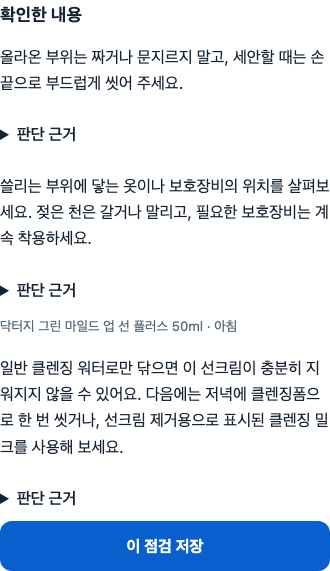 확인한 내용
올라온 부위는 짜거나 문지르지 말고, 세안할 때는 손
끝으로 부드럽게 씻어 주세요.
▶ 판단 근거
쓸리는 부위에 닿는 옷이나 보호장비의 위치를 살펴보
세요. 젖은 천은 갈거나 말리고, 필요한 보호장비는 계
속 착용하세요.
▶ 판단 근거
닥터지 그린 마일드 업 선 플러스 50ml · 아침
일반 클렌징 워터로만 닦으면 이 선크림이 충분히 지
워지지 않을 수 있어요. 다음에는 저녁에 클렌징폼으
로 한 번 씻거나, 선크림 제거용으로 표시된 클렌징 밀
크를 사용해 보세요.
▶ 판단 근거
이 점검 저장